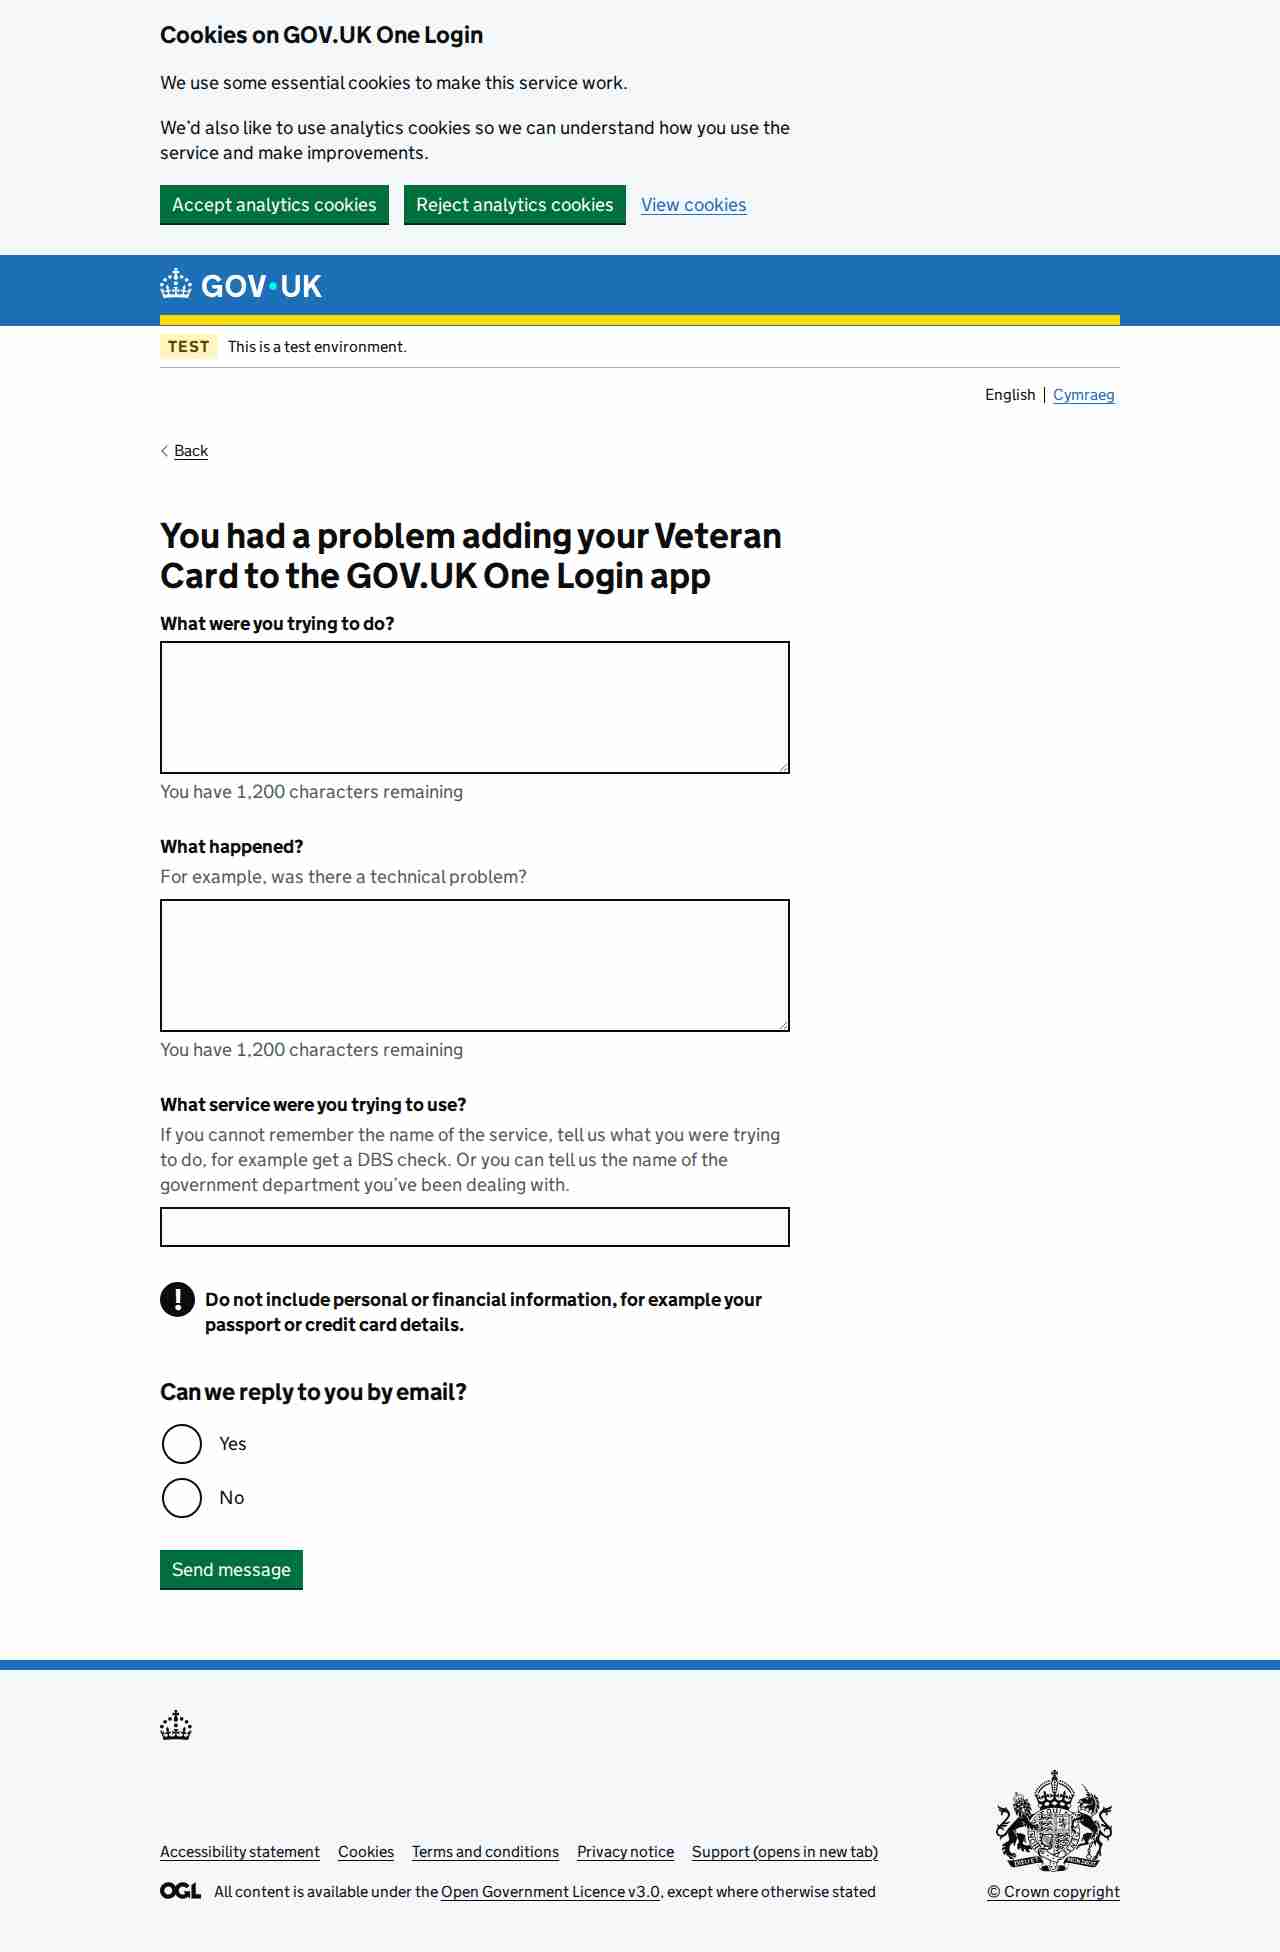 Cookies on GOV.UK One Login
We use some essential cookies to make this service work.
We'd also like to use analytics cookies so we can understand how you use the
service and make improvements.
Accept analytics cookies Reject analytics cookies View cookies
GOV·UK
TEST This is a test environment.
English | Cymraeg
Back
You had a problem adding your Veteran
Card to the GOV.UK One Login app
What were you trying to do?
You have 1,200 characters remaining
What happened?
For example, was there a technical problem?
You have 1,200 characters remaining
What service were you trying to use?
If you cannot remember the name of the service, tell us what you were trying
to do, for example get a DBS check. Or you can tell us the name of the
government department you've been dealing with.
! Do not include personal or financial information, for example your
passport or credit card details.
Can we reply to you by email?
Yes
No
Send message
Accessibility statement Cookies Terms and conditions Privacy notice Support (opens in new tab)
OGL All content is available under the Open Government Licence v3.0, except where otherwise stated
© Crown copyright